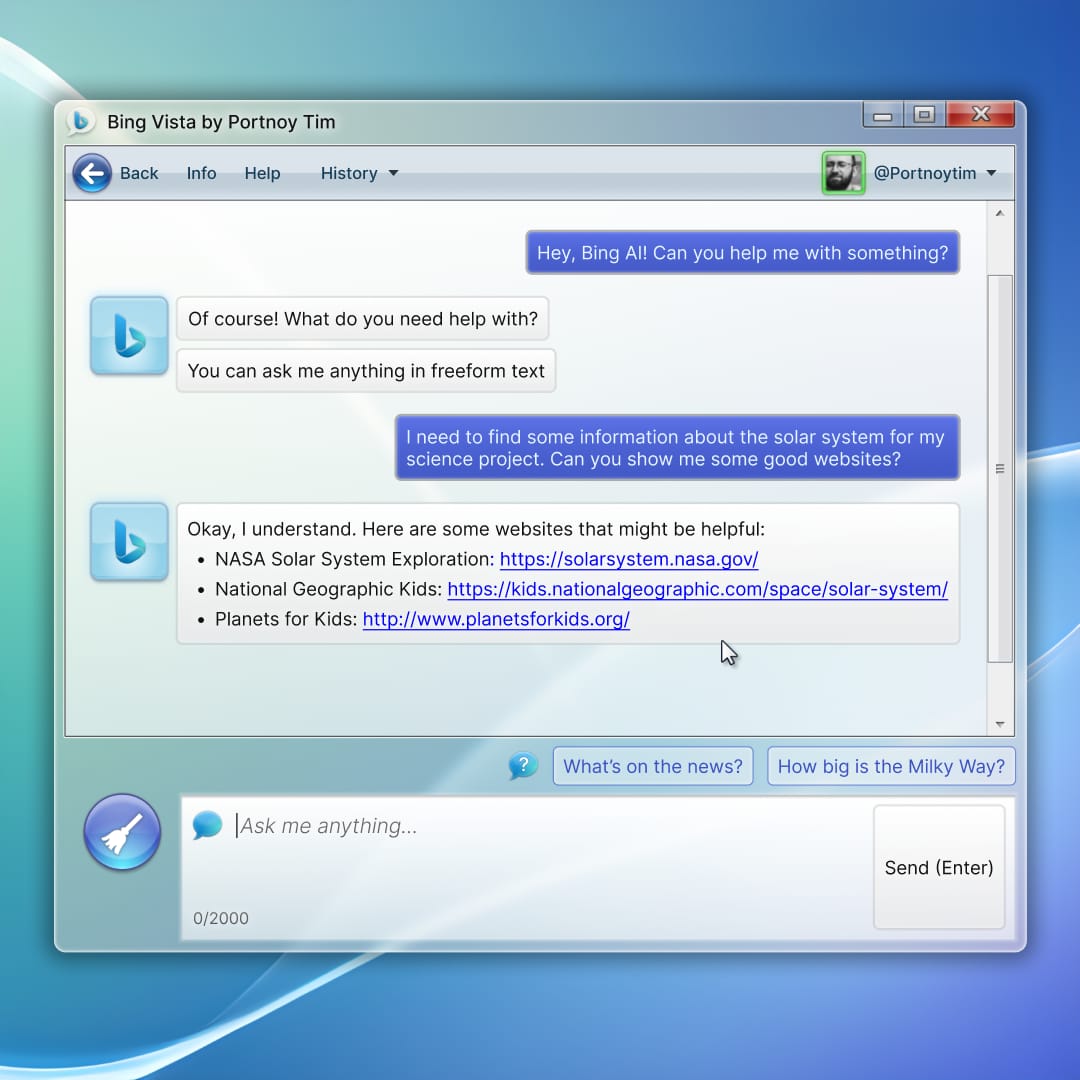 Bing Vista by Portnoy Tim
Back Info Help History @Portnoytim
Hey, Bing AI! Can you help me with something?
Of course! What do you need help with?
You can ask me anything in freeform text
I need to find some information about the solar system for my
science project. Can you show me some good websites?
Okay, I understand. Here are some websites that might be helpful:
• NASA Solar System Exploration: https://solarsystem.nasa.gov/
• National Geographic Kids: https://kids.nationalgeographic.com/space/solar-system/
• Planets for Kids: http://www.planetsforkids.org/
? What’s on the news? How big is the Milky Way?
Ask me anything...
Send (Enter)
0/2000